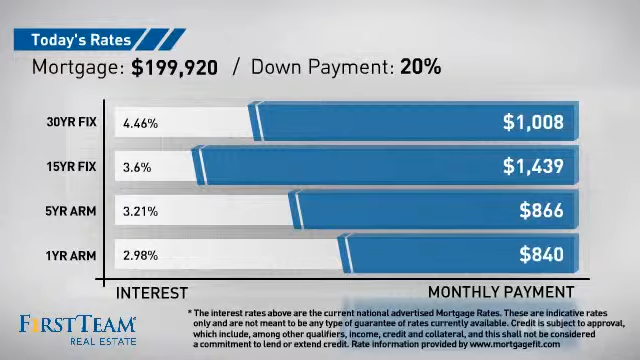 Today's Rates
Mortgage: $199,920 / Down Payment: 20%
30YR FIX 4.46% $1,008
15YR FIX 3.6% $1,439
5YR ARM 3.21% $866
1YR ARM 2.98% $840
INTEREST MONTHLY PAYMENT
FIRSTTEAM®
REAL ESTATE
* The interest rates above are the current national advertised Mortgage Rates. These are indicative rates
only and are not meant to be any type of guarantee of rates currently available. Credit is subject to approval,
which include, among other qualifiers, income, credit and collateral, and this shall not be considered
a commitment to lend or extend credit. Rate information provided by www.mortgagefit.com